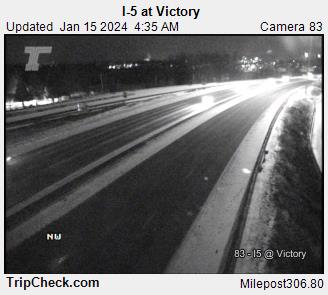 I-5 at Victory
Updated Jan 15 2024 4:35 AM Camera 83
T
NW
83 - I5 @ Victory
TripCheck.com Milepost306.80